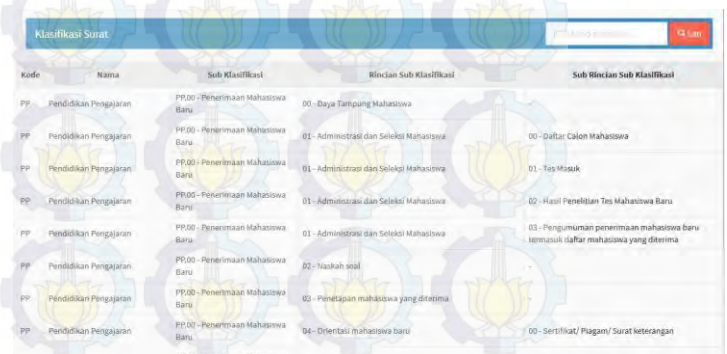 Klasifikasi Surat
Cari
Kode Nama Sub Klasifikasi Rincian Sub Klasifikasi Sub Rincian Sub Klasifikasi
PP Pendidikan Pengajaran PP.00 - Penerimaan Mahasiswa Baru 00 - Daya Tampung Mahasiswa -
PP Pendidikan Pengajaran PP.00 - Penerimaan Mahasiswa Baru 01 - Administrasi dan Seleksi Mahasiswa 00 - Daftar Calon Mahasiswa
PP Pendidikan Pengajaran PP.00 - Penerimaan Mahasiswa Baru 01 - Administrasi dan Seleksi Mahasiswa 01 - Tes Masuk
PP Pendidikan Pengajaran PP.00 - Penerimaan Mahasiswa Baru 01 - Administrasi dan Seleksi Mahasiswa 02 - Hasil Penelitian Tes Mahasiswa Baru
PP Pendidikan Pengajaran PP.00 - Penerimaan Mahasiswa Baru 01 - Administrasi dan Seleksi Mahasiswa 03 - Pengumuman penerimaan mahasiswa baru termasuk daftar mahasiswa yang diterima
PP Pendidikan Pengajaran PP.00 - Penerimaan Mahasiswa Baru 02 - Naskah soal -
PP Pendidikan Pengajaran PP.00 - Penerimaan Mahasiswa Baru 03 - Penetapan mahasiswa yang diterima -
PP Pendidikan Pengajaran PP.00 - Penerimaan Mahasiswa Baru 04 - Orientasi mahasiswa baru 00 - Sertifikat/ Piagam/ Surat keterangan